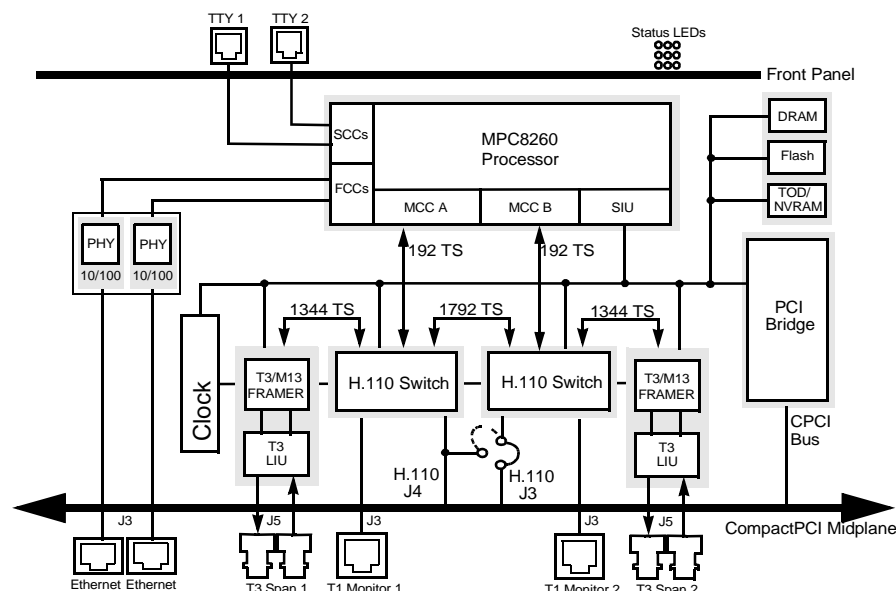 TTY 1
TTY 2
Status LEDs
Front Panel
SCCs
MPC8260
Processor
DRAM
Flash
TOD/
NVRAM
FCCs
MCC A
MCC B
SIU
PHY
PHY
10/100
10/100
192 TS
192 TS
PCI
Bridge
1344 TS
1792 TS
1344 TS
Clock
T3/M13
FRAMER
H.110 Switch
H.110 Switch
T3/M13
FRAMER
T3
LIU
T3
LIU
CPCI
Bus
H.110
J4
H.110
J3
J3
J5
J3
J3
J5
CompactPCI Midplane
Ethernet
Ethernet
T3 Span 1
T1 Monitor 1
T1 Monitor 2
T3 Span 2